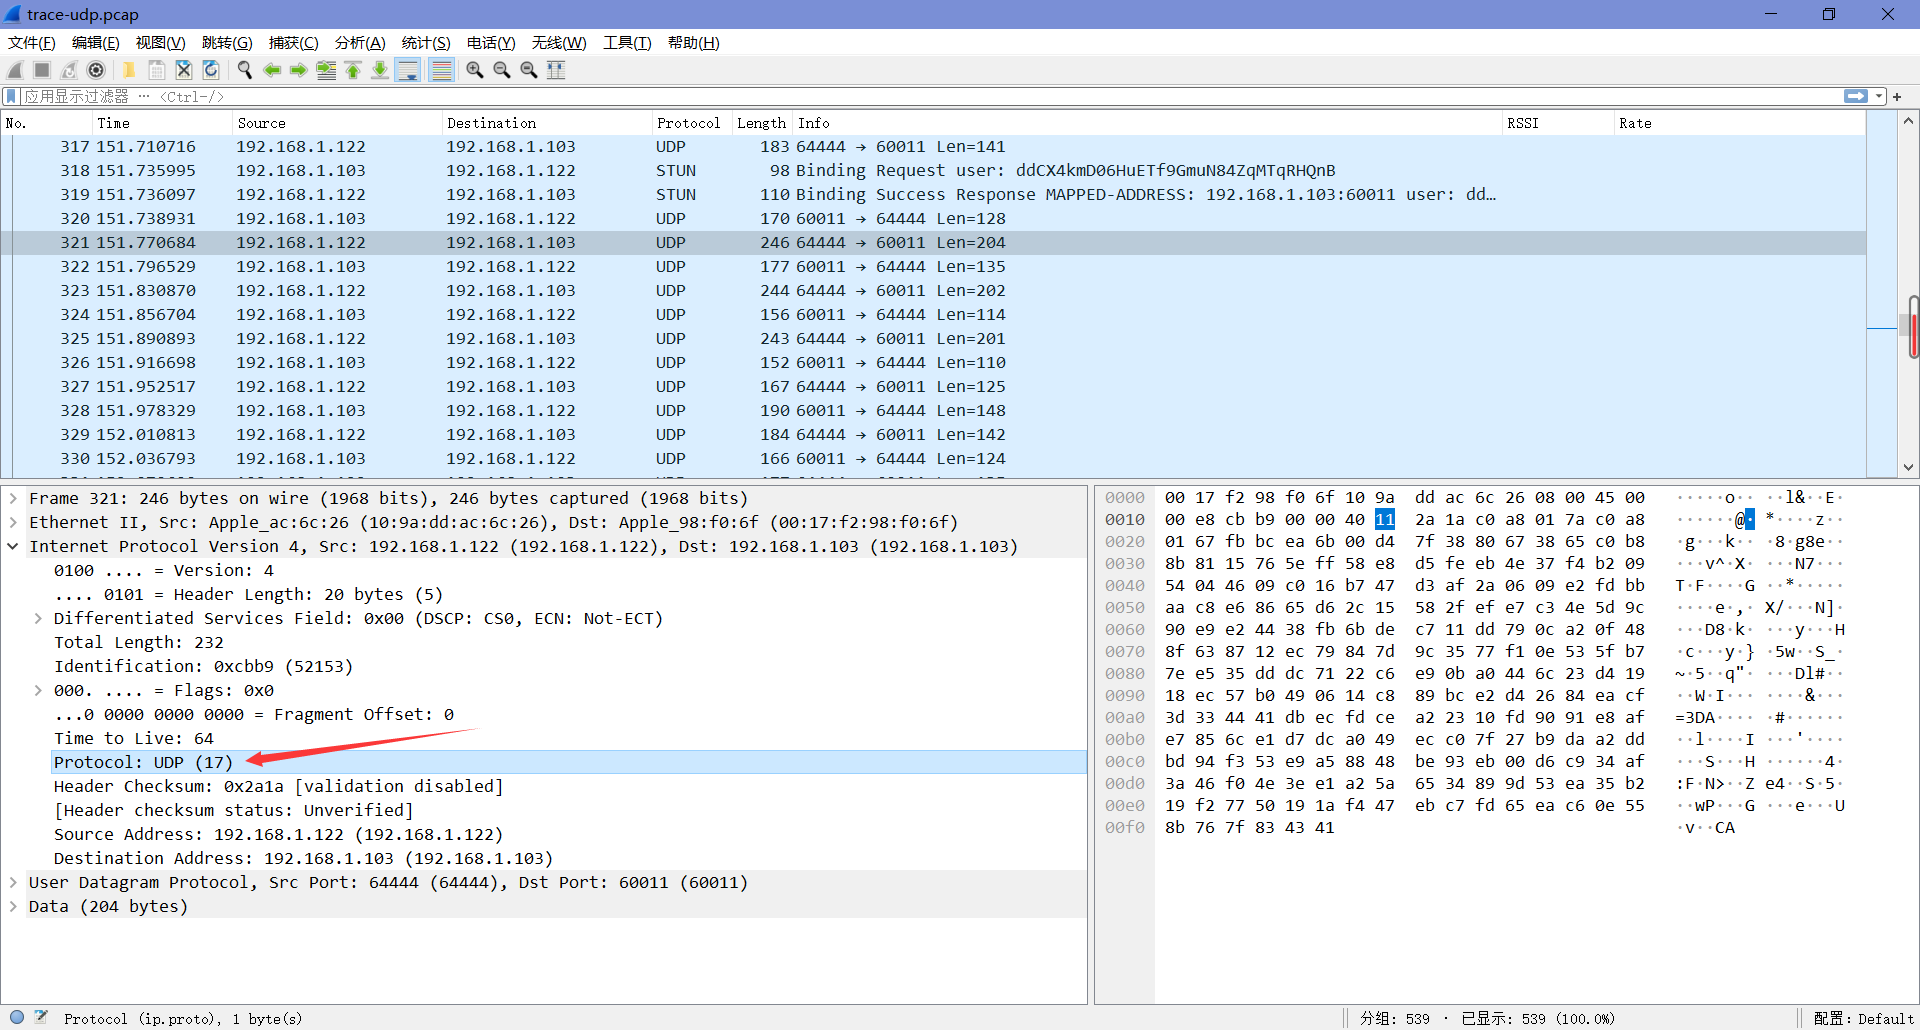 trace-udp.pcap
文件(F) 编辑(E) 视图(V) 跳转(G) 捕获(C) 分析(A) 统计(S) 电话(Y) 无线(W) 工具(T) 帮助(H)
应用显示过滤器 … <Ctrl-/>
No. Time Source Destination Protocol Length Info RSSI Rate
317 151.710716 192.168.1.122 192.168.1.103 UDP 183 64444 → 60011 Len=141
318 151.735995 192.168.1.103 192.168.1.122 STUN 98 Binding Request user: ddCX4kmD06HuETf9GmuN84ZqMTqRHQnB
319 151.736097 192.168.1.122 192.168.1.103 STUN 110 Binding Success Response MAPPED-ADDRESS: 192.168.1.103:60011 user: dd…
320 151.738931 192.168.1.103 192.168.1.122 UDP 170 60011 → 64444 Len=128
321 151.770684 192.168.1.122 192.168.1.103 UDP 246 64444 → 60011 Len=204
322 151.796529 192.168.1.103 192.168.1.122 UDP 177 60011 → 64444 Len=135
323 151.830870 192.168.1.122 192.168.1.103 UDP 244 64444 → 60011 Len=202
324 151.856704 192.168.1.103 192.168.1.122 UDP 156 60011 → 64444 Len=114
325 151.890893 192.168.1.122 192.168.1.103 UDP 243 64444 → 60011 Len=201
326 151.916698 192.168.1.103 192.168.1.122 UDP 152 60011 → 64444 Len=110
327 151.952517 192.168.1.122 192.168.1.103 UDP 167 64444 → 60011 Len=125
328 151.978329 192.168.1.103 192.168.1.122 UDP 190 60011 → 64444 Len=148
329 152.010813 192.168.1.122 192.168.1.103 UDP 184 64444 → 60011 Len=142
330 152.036793 192.168.1.103 192.168.1.122 UDP 166 60011 → 64444 Len=124
Frame 321: 246 bytes on wire (1968 bits), 246 bytes captured (1968 bits)
Ethernet II, Src: Apple_ac:6c:26 (10:9a:dd:ac:6c:26), Dst: Apple_98:f0:6f (00:17:f2:98:f0:6f)
Internet Protocol Version 4, Src: 192.168.1.122 (192.168.1.122), Dst: 192.168.1.103 (192.168.1.103)
0100 .... = Version: 4
.... 0101 = Header Length: 20 bytes (5)
Differentiated Services Field: 0x00 (DSCP: CS0, ECN: Not-ECT)
Total Length: 232
Identification: 0xcbb9 (52153)
000. .... = Flags: 0x0
...0 0000 0000 0000 = Fragment Offset: 0
Time to Live: 64
Protocol: UDP (17)
Header Checksum: 0x2a1a [validation disabled]
[Header checksum status: Unverified]
Source Address: 192.168.1.122 (192.168.1.122)
Destination Address: 192.168.1.103 (192.168.1.103)
User Datagram Protocol, Src Port: 64444 (64444), Dst Port: 60011 (60011)
Data (204 bytes)
0000 00 17 f2 98 f0 6f 10 9a dd ac 6c 26 08 00 45 00 ·····o·· ··l&··E·
0010 00 e8 cb b9 00 00 40 11 2a 1a c0 a8 01 7a c0 a8 ······@· *····z··
0020 01 67 fb bc ea 6b 00 d4 7f 38 80 67 38 65 c0 b8 ·g···k·· ·8·g8e··
0030 8b 81 15 76 5e ff 58 e8 d5 fe eb 4e 37 f4 b2 09 ···v^·X· ···N7···
0040 54 04 46 09 c0 16 b7 47 d3 af 2a 06 09 e2 fd bb T·F····G ··*·····
0050 aa c8 e6 86 65 d6 2c 15 58 2f ef e7 c3 4e 5d 9c ····e·,· X/···N]·
0060 90 e9 e2 44 38 fb 6b de c7 11 dd 79 0c a2 0f 48 ···D8·k· ···y···H
0070 8f 63 87 12 ec 79 84 7d 9c 35 77 f1 0e 53 5f b7 ·c···y·} ·5w··S_·
0080 7e e5 35 dd dc 71 22 c6 e9 0b a0 44 6c 23 d4 19 ~·5··q"· ···Dl#··
0090 18 ec 57 b0 49 06 14 c8 89 bc e2 d4 26 84 ea cf ··W·I··· ····&···
00a0 3d 33 44 41 db ec fd ce a2 23 10 fd 90 91 e8 af =3DA···· ·#······
00b0 e7 85 6c e1 d7 dc a0 49 ec c0 7f 27 b9 da a2 dd ··l····I ···'····
00c0 bd 94 f3 53 e9 a5 88 48 be 93 eb 00 d6 c9 34 af ···S···H ······4·
00d0 3a 46 f0 4e 3e e1 a2 5a 65 34 89 9d 53 ea 35 b2 :F·N>··Z e4··S·5·
00e0 19 f2 77 50 19 1a f4 47 eb c7 fd 65 ea c6 0e 55 ··wP···G ···e···U
00f0 8b 76 7f 83 43 41 ·v··CA
Protocol (ip.proto), 1 byte(s) 分组: 539 · 已显示: 539 (100.0%) 配置: Default